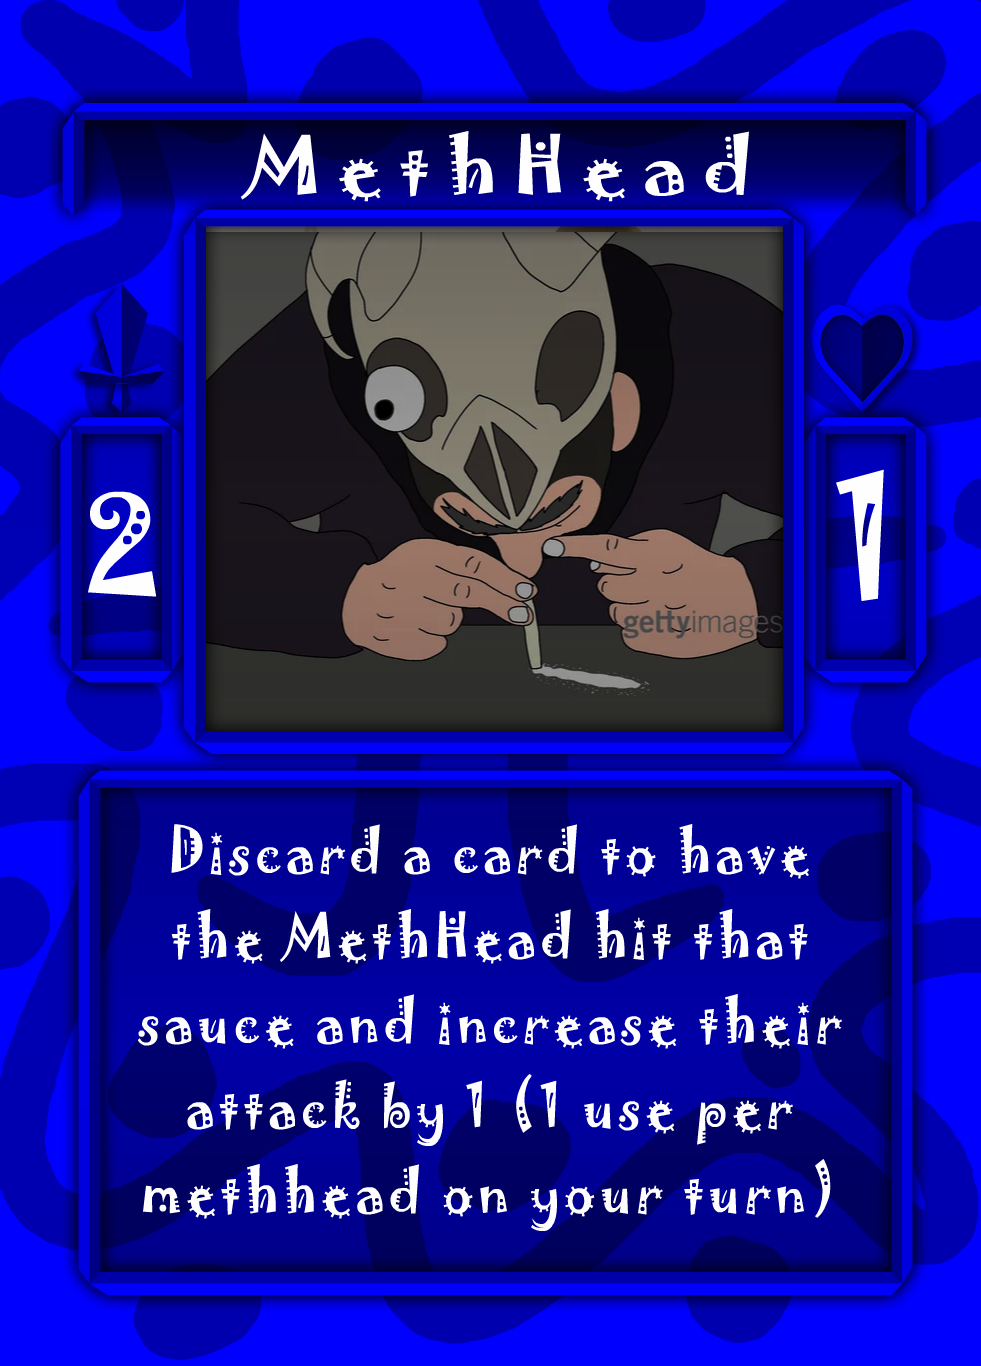 MethHead
2
1
gettyimages
Discard a card to have
the MethHead hit that
sauce and increase their
attack by 1 (1 use per
methhead on your turn)